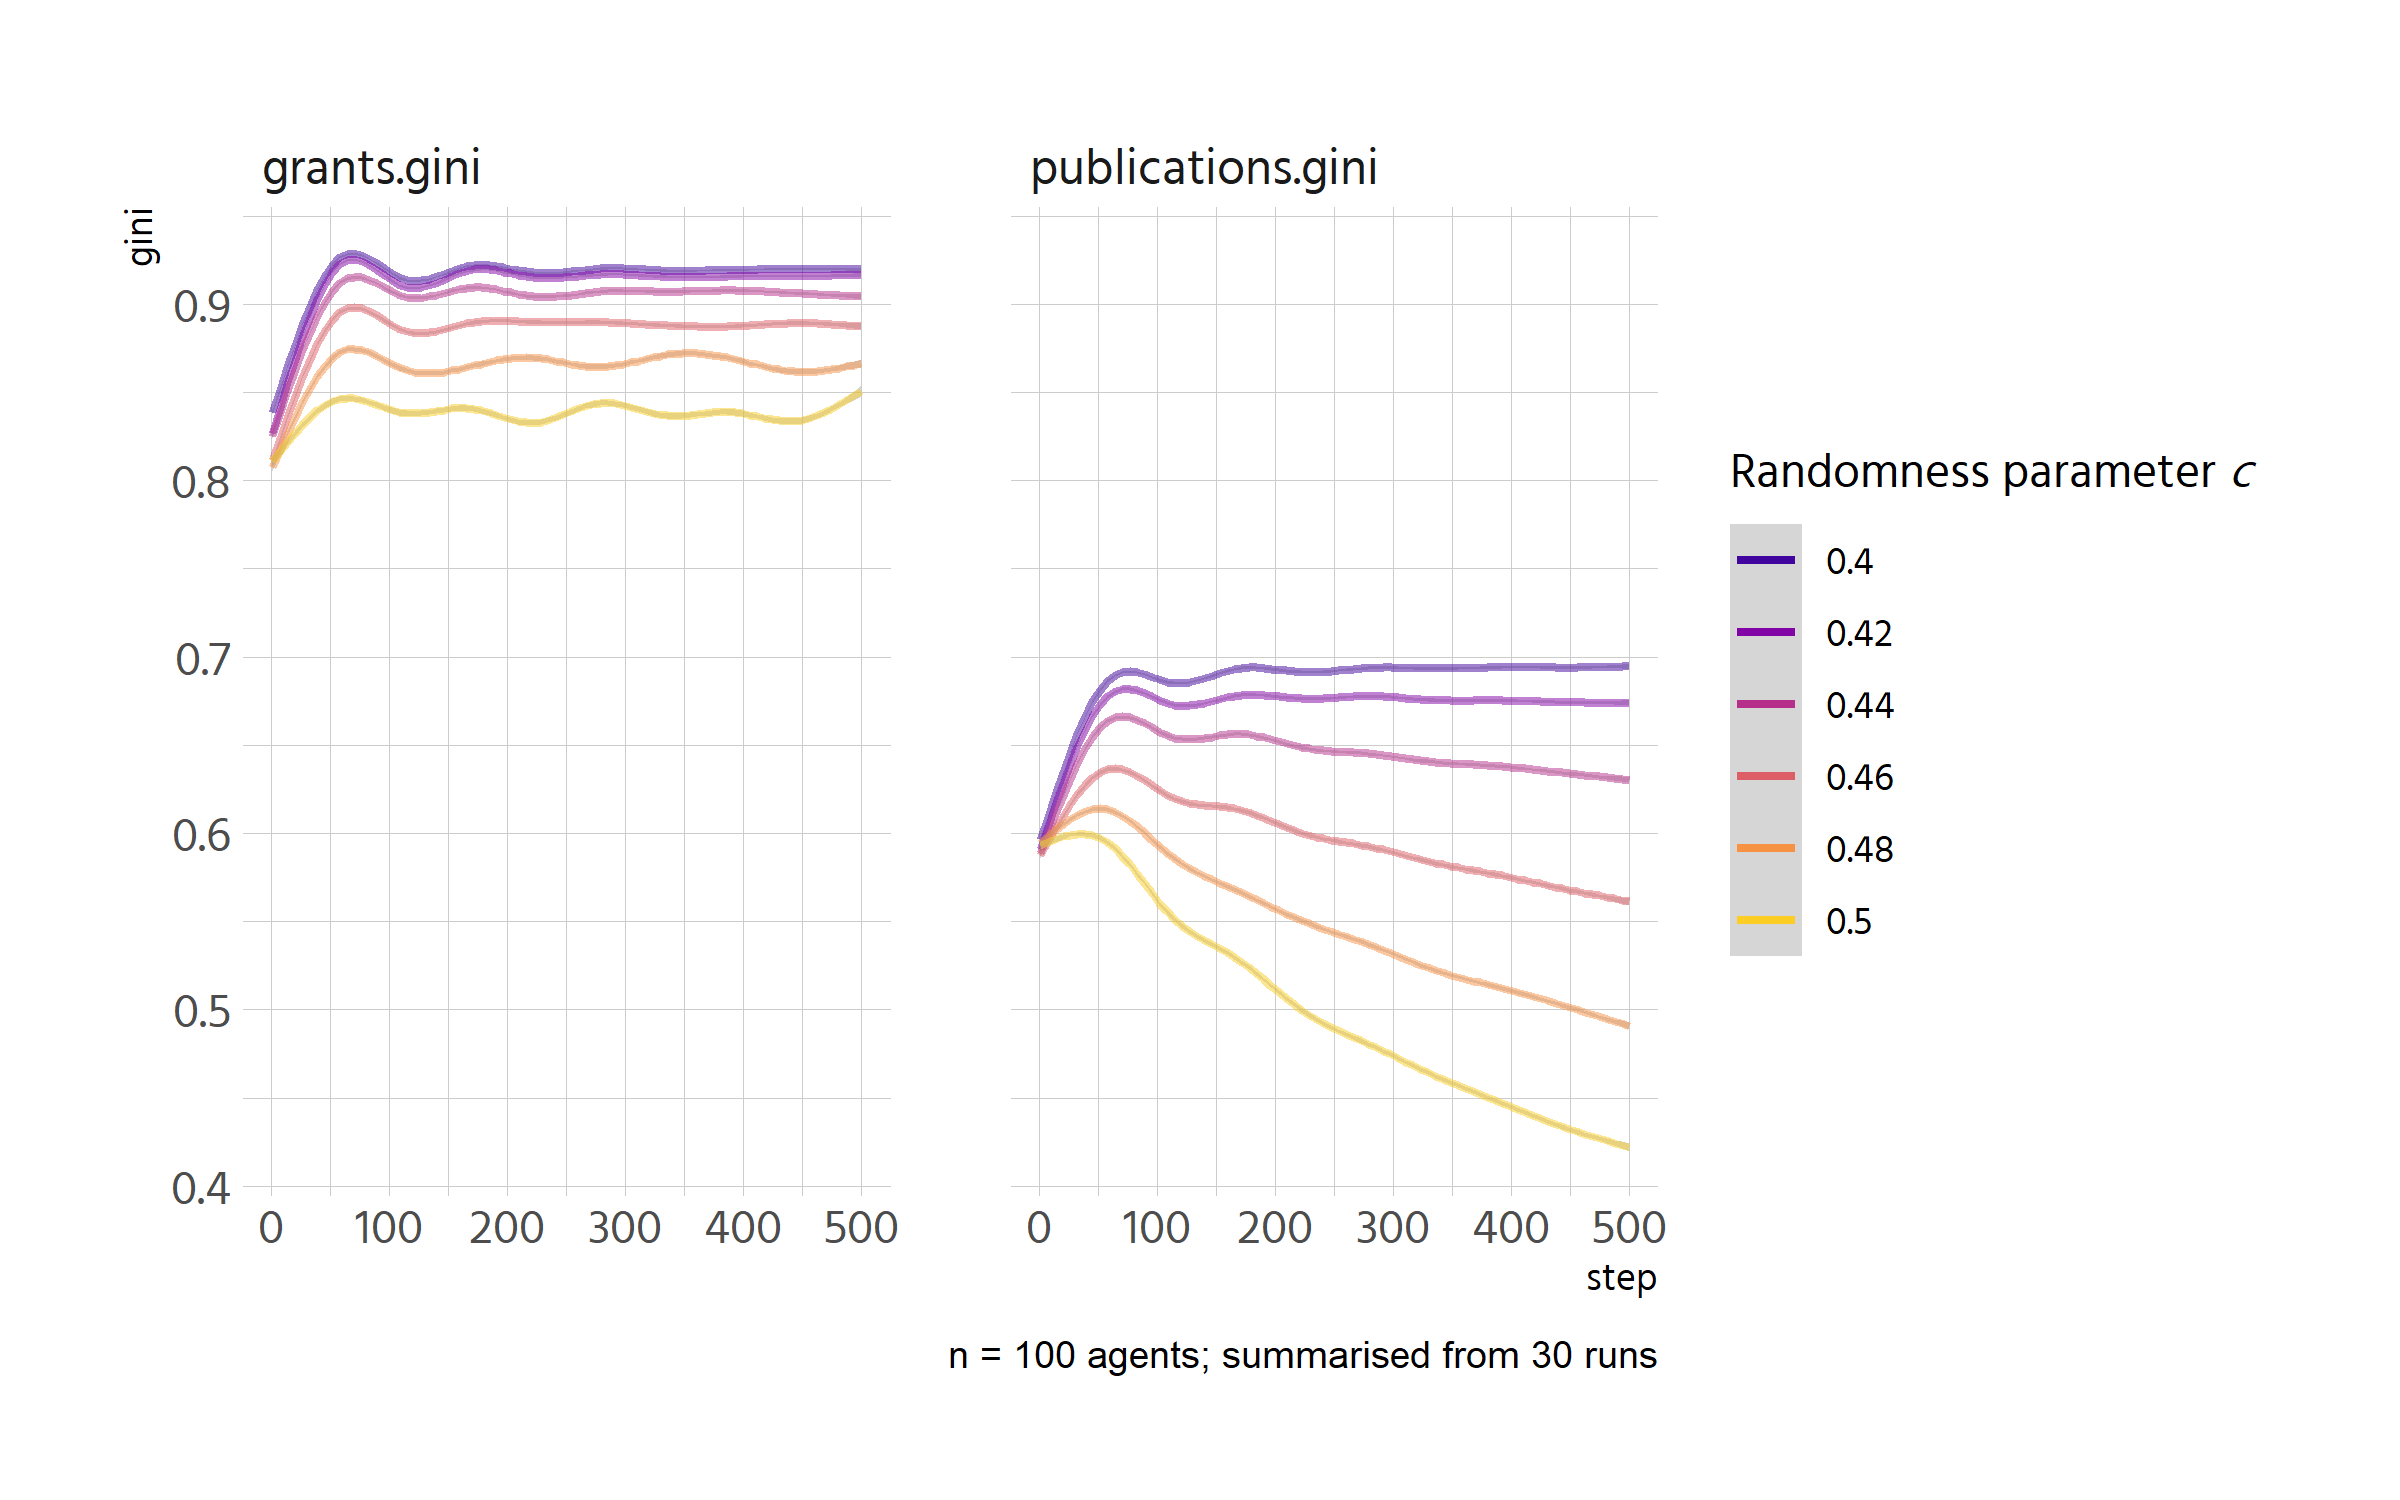 grants.gini
publications.gini
gini
0.9
0.8
0.7
0.6
0.5
0.4
0 100 200 300 400 500
0 100 200 300 400 500
step
n = 100 agents; summarised from 30 runs
Randomness parameter c
0.4
0.42
0.44
0.46
0.48
0.5